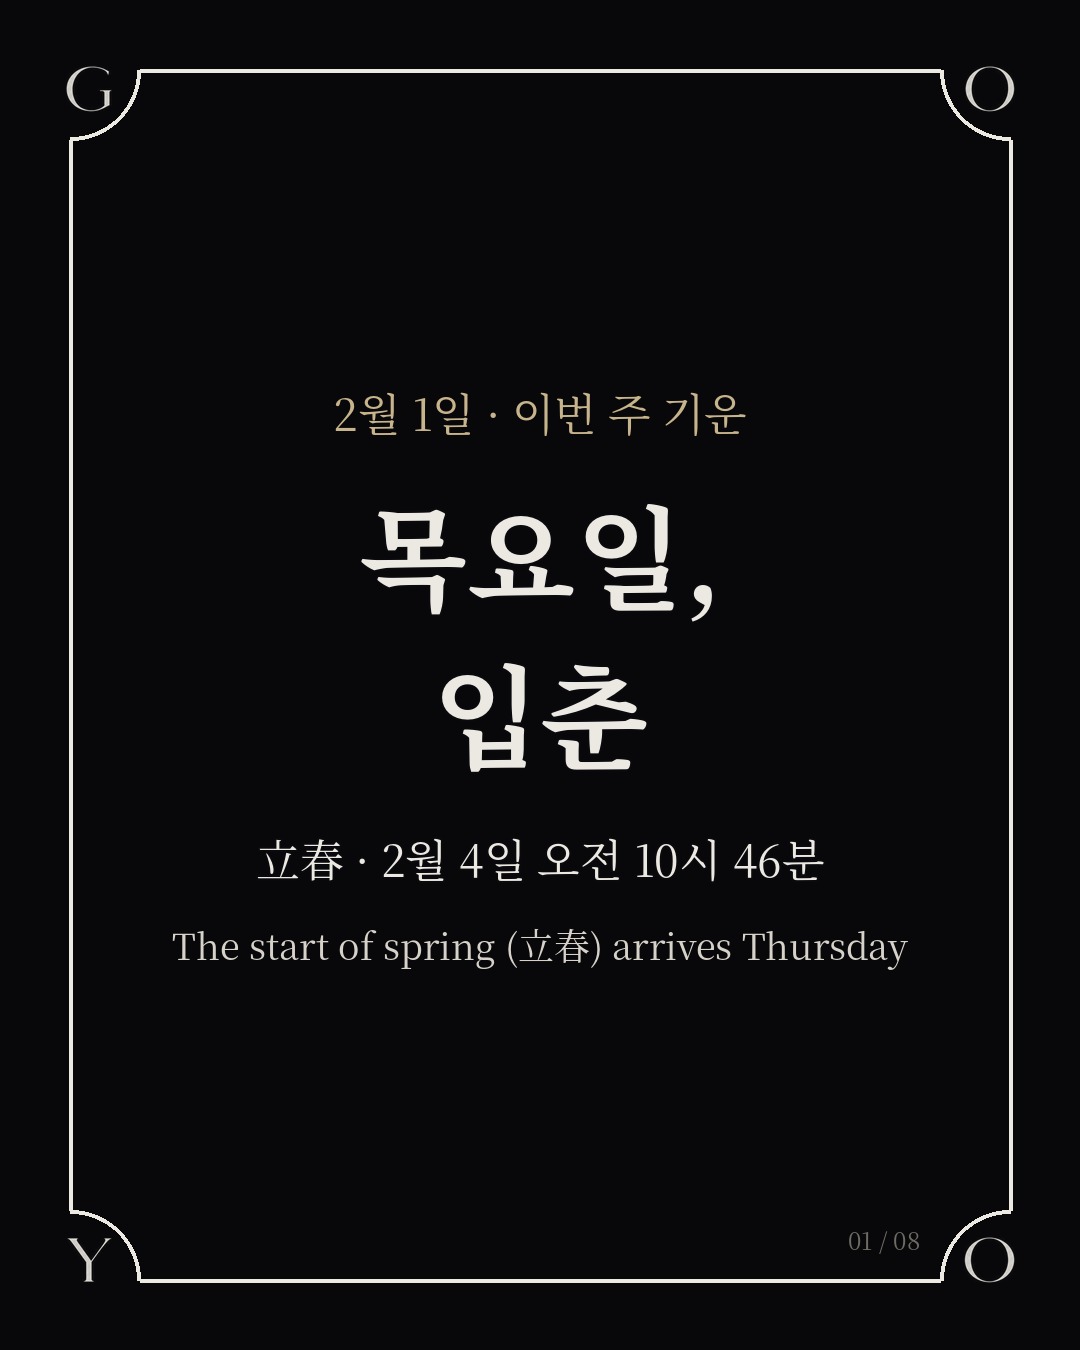 G O
2월 1일 · 이번 주 기운
목요일,
입춘
立春 · 2월 4일 오전 10시 46분
The start of spring (立春) arrives Thursday
01 / 08
Y O